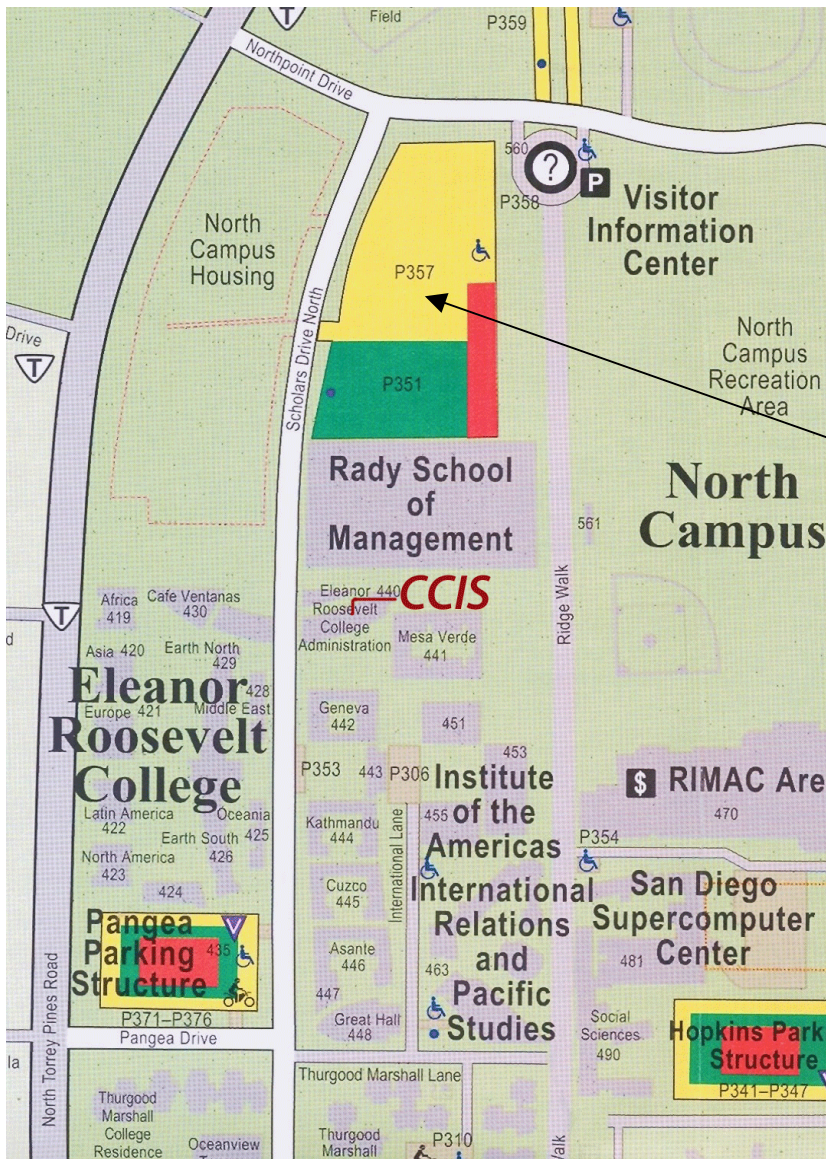 T
Field
P359
Northpoint Drive
560
?
P
P358
Visitor
Information
Center
North
Campus
Housing
P357
Scholars Drive North
Drive
T
North
Campus
Recreation
Area
P351
Rady School
of
Management
North
Campus
561
Ridge Walk
T
Africa
419
Cafe Ventanas
430
Eleanor 440
Roosevelt
College
Administration
CCIS
Mesa Verde
441
d
Asia 420
Earth North
429
428
Middle East
Europe 421
Eleanor
Roosevelt
College
Geneva
442
451
453
P353
443
P306
Institute
of the
Americas
455
$ RIMAC Are
470
Latin America
422
Oceania
425
Earth South
426
North America
423
424
Kathmandu
444
International Lane
P354
Cuzco
445
International
Relations
and
Pacific
Studies
San Diego
Supercomputer
Center
481
Pangea
Parking
Structure
435
V
Asante
446
463
447
Great Hall
448
P371–P376
Pangea Drive
North Torrey Pines Road
Social
Sciences
490
Hopkins Park
Structure
P341–P347
la
Thurgood Marshall Lane
Thurgood
Marshall
College
Residence
Oceanview
Thurgood
Marshall
P310
Walk